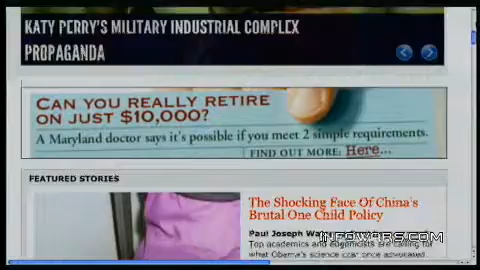 KATY PERRY'S MILITARY INDUSTRIAL COMPLEX
PROPAGANDA
CAN YOU REALLY RETIRE
ON JUST $10,000?
A Maryland doctor says it's possible if you meet 2 simple requirements.
FIND OUT MORE: Here...
FEATURED STORIES
The Shocking Face Of China's
Brutal One Child Policy
Paul Joseph
INFOWARS.COM
Top academics and eugenicists are calling for
what Obama's science czar once advocated